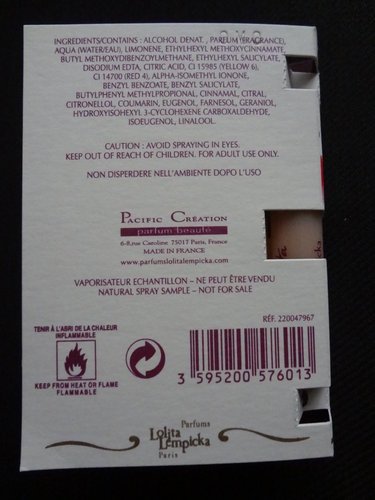 INGREDIENTS/CONTAINS : ALCOHOL DENAT., PARFUM (FRAGRANCE),
AQUA (WATER/EAU), LIMONENE, ETHYLHEXYL METHOXYCINNAMATE,
BUTYL METHOXYDIBENZOYLMETHANE, ETHYLHEXYL SALICYLATE,
DISODIUM EDTA, CITRIC ACID, CI 15985 (YELLOW 6),
CI 14700 (RED 4), ALPHA-ISOMETHYL IONONE,
BENZYL BENZOATE, BENZYL SALICYLATE,
BUTYLPHENYL METHYLPROPIONAL, CINNAMAL, CITRAL,
CITRONELLOL, COUMARIN, EUGENOL, FARNESOL, GERANIOL,
HYDROXYISOHEXYL 3-CYCLOHEXENE CARBOXALDEHYDE,
ISOEUGENOL, LINALOOL.
CAUTION : AVOID SPRAYING IN EYES.
KEEP OUT OF REACH OF CHILDREN. FOR ADULT USE ONLY.
NON DISPERDERE NELL'AMBIENTE DOPO L'USO
PACIFIC CRÉATION
parfum beauté
6-8, rue Caroline 75017 Paris, France
MADE IN FRANCE
www.parfumslolitalempicka.com
VAPORISATEUR ECHANTILLON – NE PEUT ÊTRE VENDU
NATURAL SPRAY SAMPLE – NOT FOR SALE
RÉF. 220047967
TENIR À L'ABRI DE LA CHALEUR
INFLAMMABLE
KEEP FROM HEAT OR FLAME
FLAMMABLE
3 595200 576013
Parfums
Lolita
Lempicka
Paris